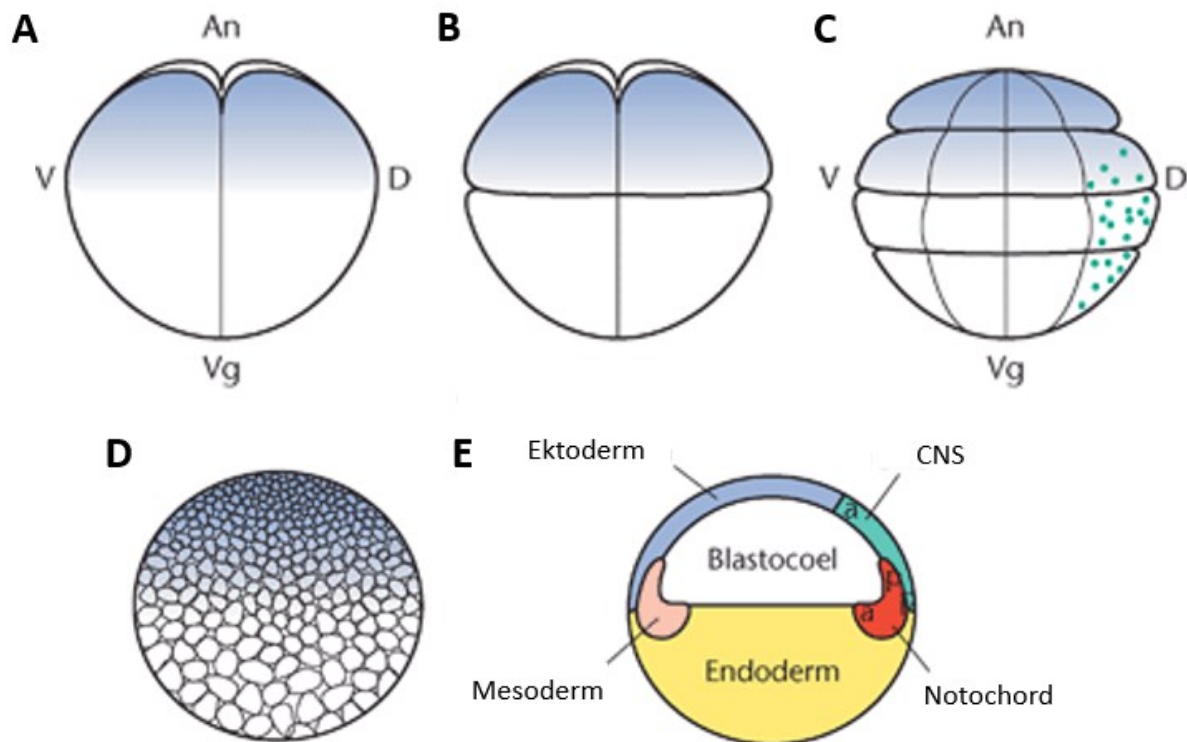 A
An
B
C
An
V
D
V
D
Vg
Vg
D
E
Ektoderm
CNS
a
Blastocoel
a
Endoderm
Mesoderm
Notochord